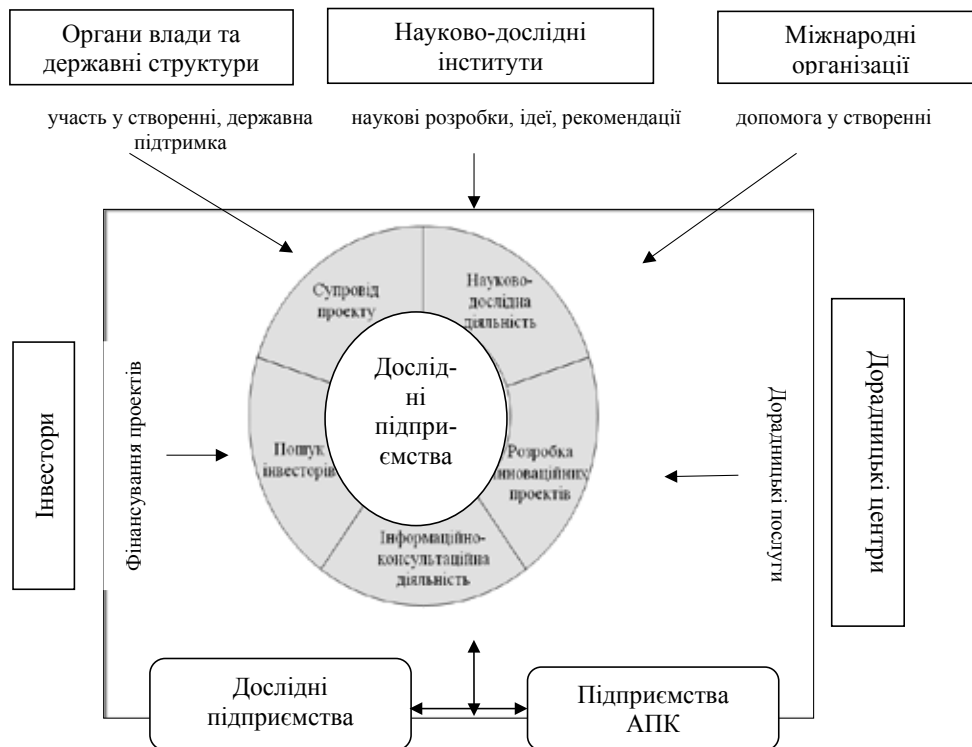 Органи влади та
державні структури
Науково-дослідні
інститути
Міжнародні
організації
участь у створенні, державна
підтримка
наукові розробки, ідеї, рекомендації
допомога у створенні
Супровід
проекту
Науково-
дослідна
діяльність
Дослід-
ні
підпри-
ємства
Пошук
інвесторів
Розробка
інноваційних
проектів
Інформаційно-
консультаційна
діяльність
Інвестори
Фінансування проектів
Дорадницькі послуги
Дорадницькі центри
Дослідні
підприємства
Підприємства
АПК